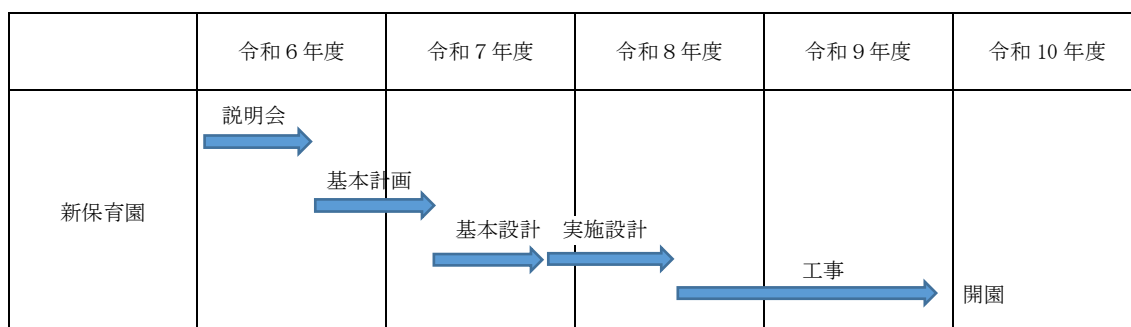 令和６年度
令和７年度
令和８年度
令和９年度
令和 10 年度
新保育園
説明会
基本計画
基本設計
実施設計
工事
開園